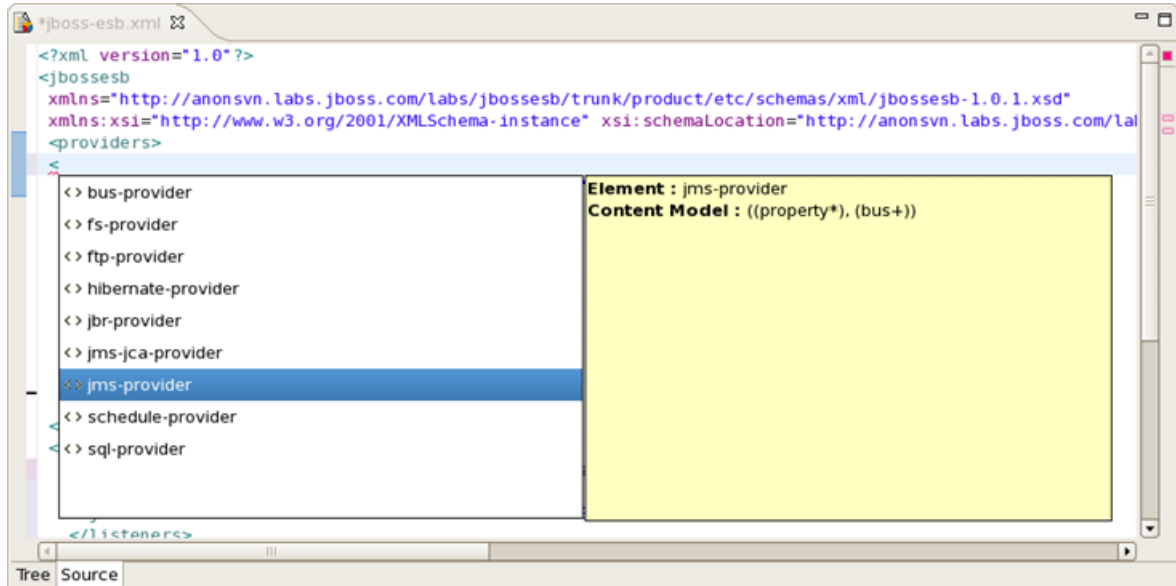 *jboss-esb.xml
<?xml version="1.0"?>
<jbossesb
xmlns="http://anonsvn.labs.jboss.com/labs/jbossesb/trunk/product/etc/schemas/xml/jbossesb-1.0.1.xsd"
xmlns:xsi="http://www.w3.org/2001/XMLSchema-instance" xsi:schemaLocation="http://anonsvn.labs.jboss.com/lal
<providers>
<
<> bus-provider
<> fs-provider
<> ftp-provider
<> hibernate-provider
<> jbr-provider
<> jms-jca-provider
<> jms-provider
<> schedule-provider
<> sql-provider
Element : jms-provider
Content Model : ((property*), (bus+))
<
<
</listeners>
Tree Source